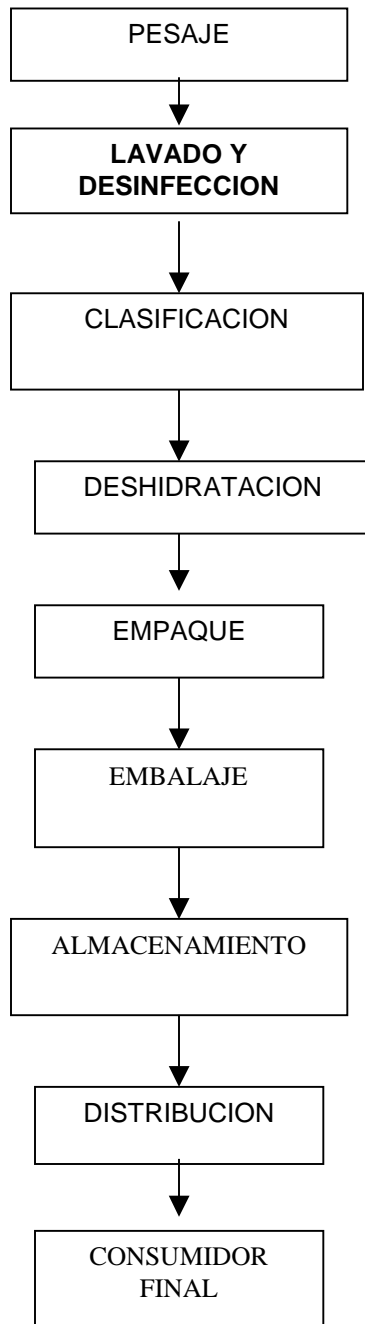 PESAJE
LAVADO Y
DESINFECCION
CLASIFICACION
DESHIDRATACION
EMPAQUE
EMBALAJE
ALMACENAMIENTO
DISTRIBUCION
CONSUMIDOR
FINAL